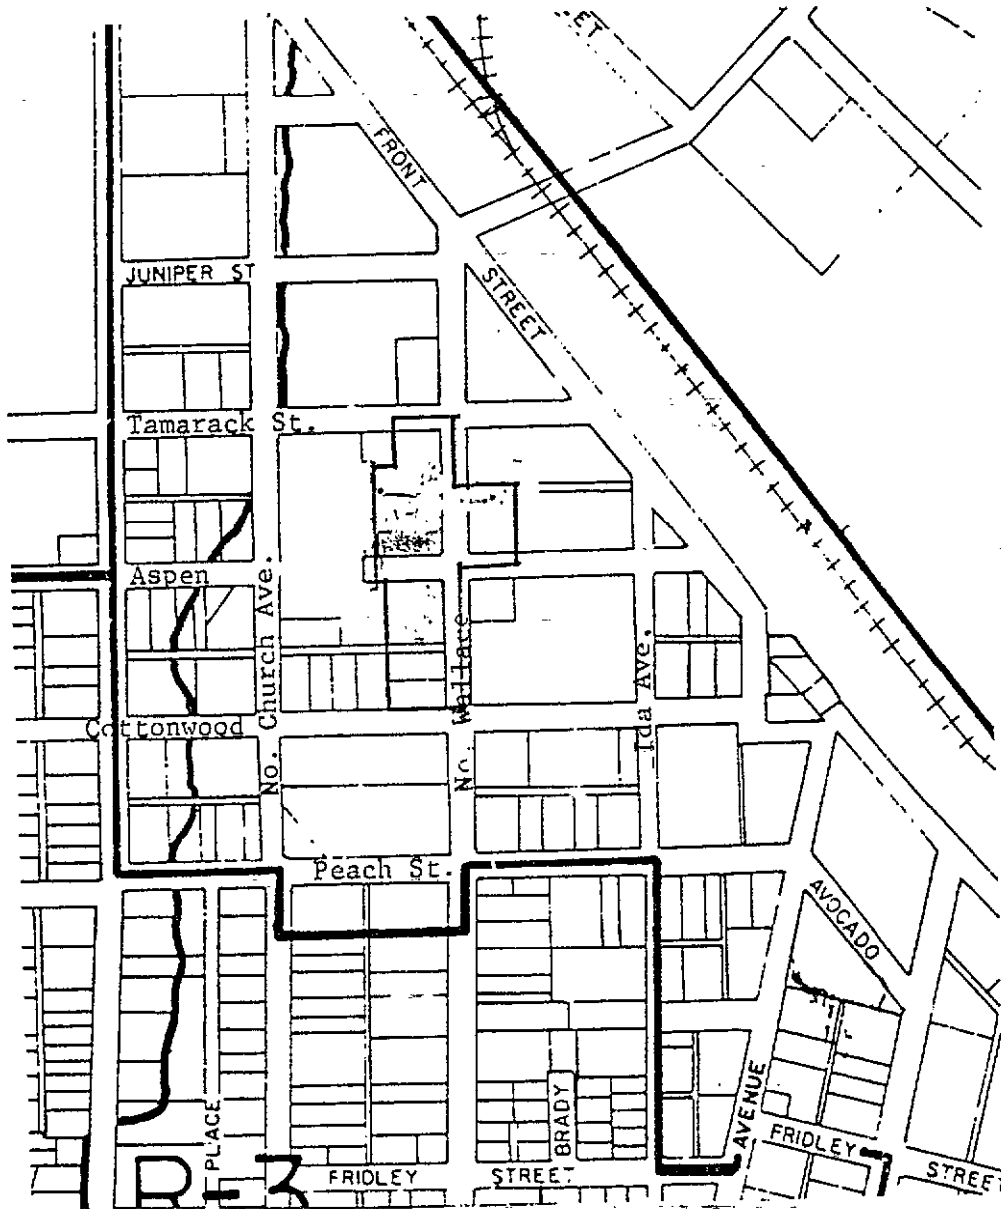 ET
FRONT
JUNIPER ST
STREET
Tamarack St.
Aspen
No. Church Ave.
No. Wallace
Ida Ave.
Cottonwood
Peach St.
AVOCADO
PLACE
BRADY
AVENUE
FRIDLEY
STREET
FRIDLEY
STREET
R-3